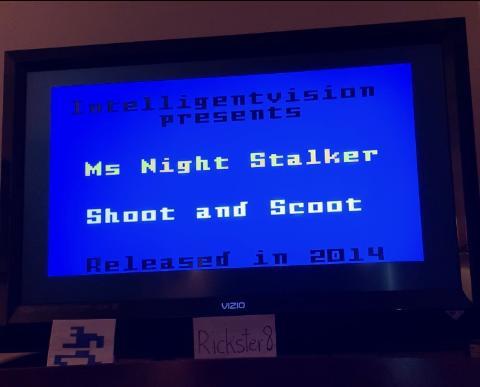 Intelligentvision
presents
Ms Night Stalker
Shoot and Scoot
Released in 2014
VIZIO
Rickster8